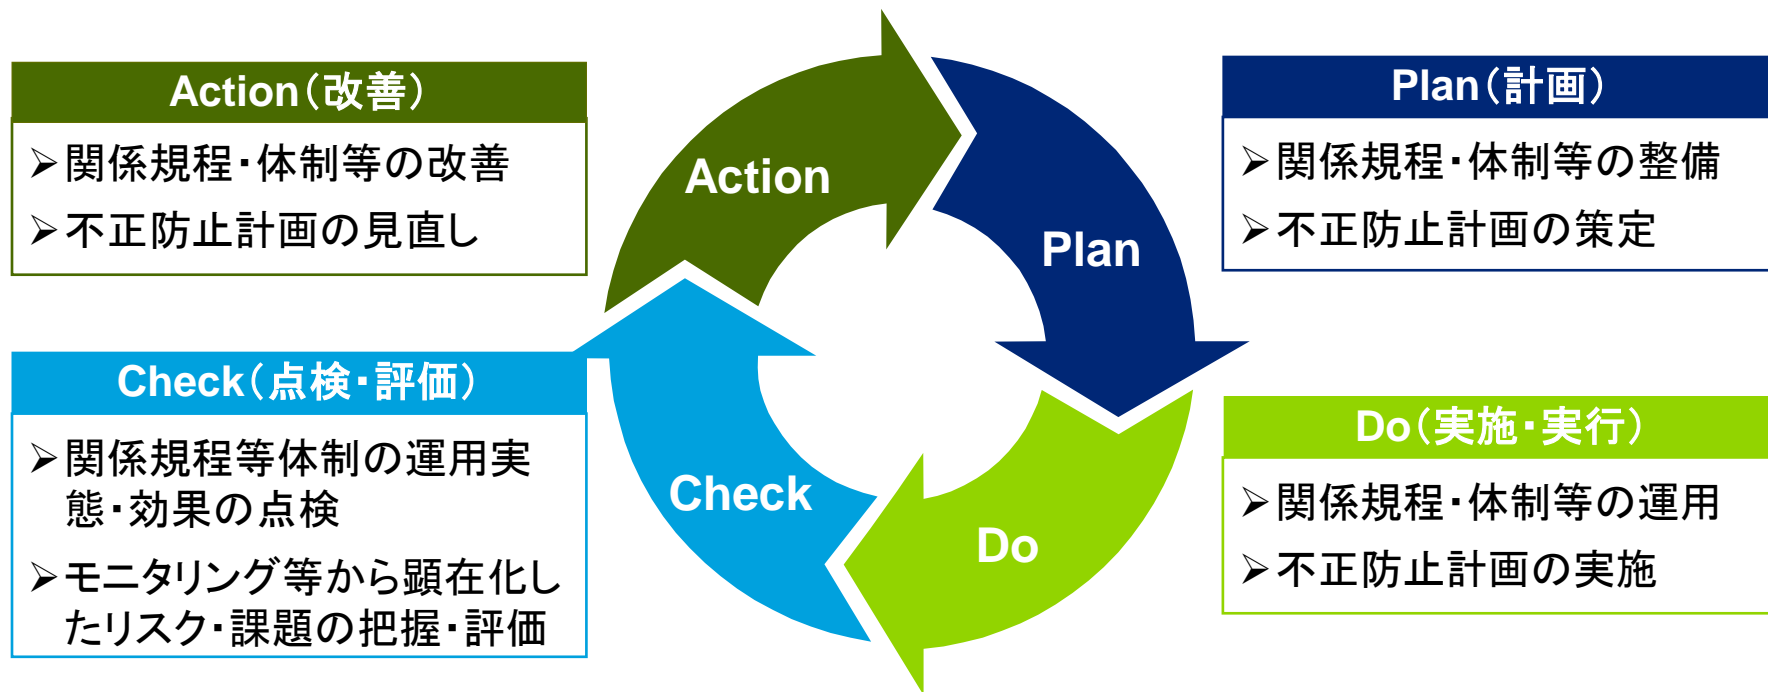 Action（改善）
➢関係規程・体制等の改善
➢不正防止計画の見直し
Plan（計画）
➢関係規程・体制等の整備
➢不正防止計画の策定
Action
Plan
Check
Do
Check（点検・評価）
➢関係規程等体制の運用実
態・効果の点検
➢モニタリング等から顕在化し
たリスク・課題の把握・評価
Do（実施・実行）
➢関係規程・体制等の運用
➢不正防止計画の実施